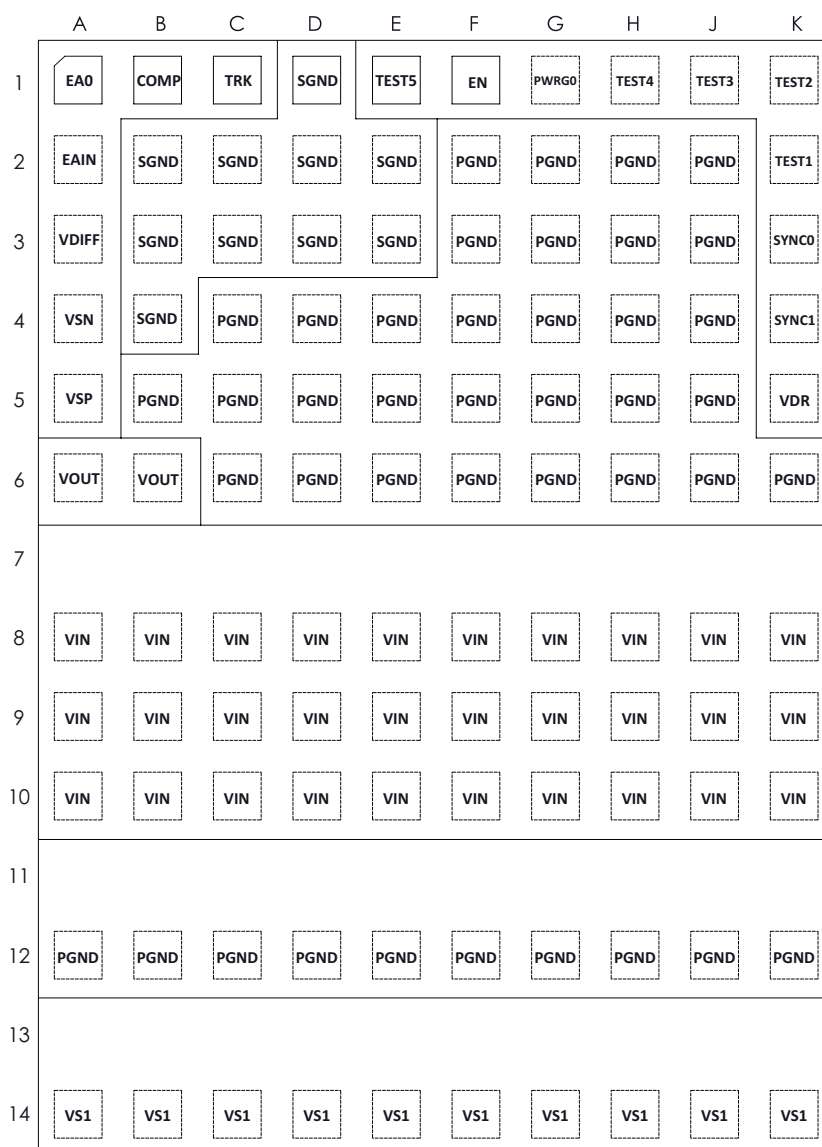 A B C D E F G H J K
1 EA0 COMP TRK SGND TEST5 EN PWRG0 TEST4 TEST3 TEST2
2 EAIN SGND SGND SGND SGND PGND PGND PGND PGND TEST1
3 VDIFF SGND SGND SGND SGND PGND PGND PGND PGND SYNC0
4 VSN SGND PGND PGND PGND PGND PGND PGND PGND SYNC1
5 VSP PGND PGND PGND PGND PGND PGND PGND PGND VDR
6 VOUT VOUT PGND PGND PGND PGND PGND PGND PGND PGND
7
8 VIN VIN VIN VIN VIN VIN VIN VIN VIN VIN
9 VIN VIN VIN VIN VIN VIN VIN VIN VIN VIN
10 VIN VIN VIN VIN VIN VIN VIN VIN VIN VIN
11
12 PGND PGND PGND PGND PGND PGND PGND PGND PGND PGND
13
14 VS1 VS1 VS1 VS1 VS1 VS1 VS1 VS1 VS1 VS1